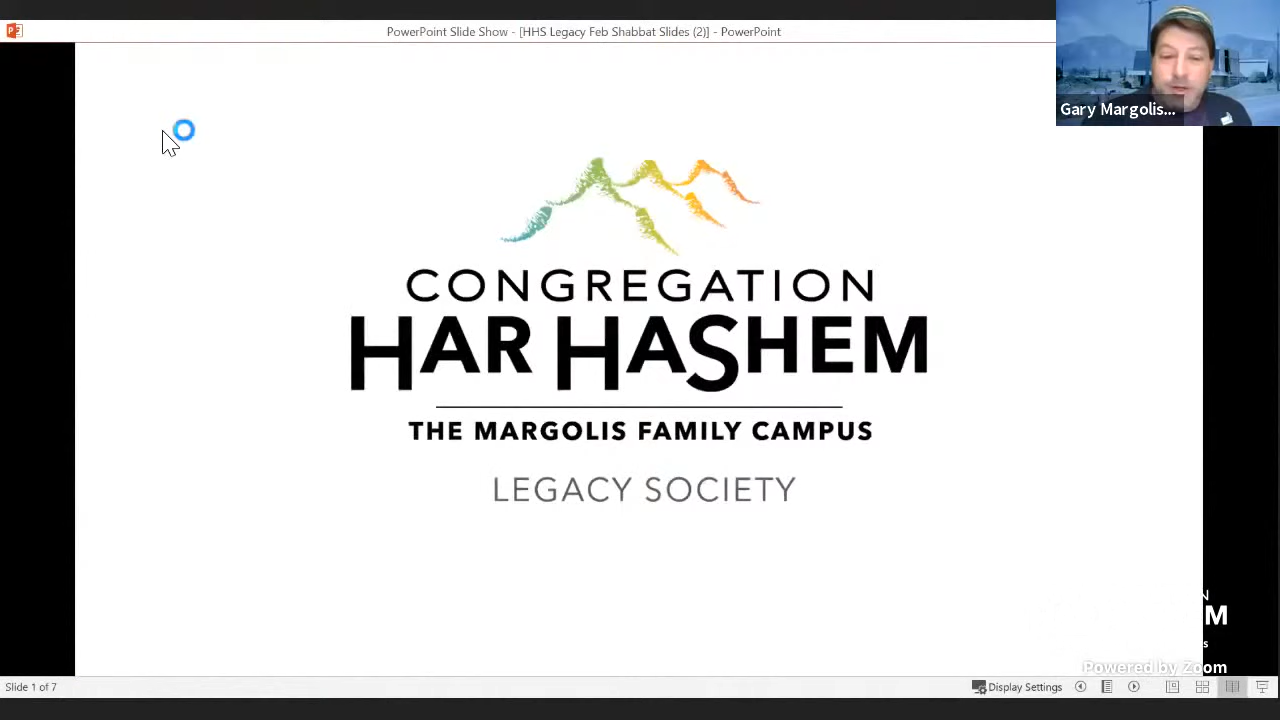 PowerPoint Slide Show - [HHS Legacy Feb Shabbat Slides (2)] - PowerPoint
Gary Margolis...
CONGREGATION
HAR HASHEM
THE MARGOLIS FAMILY CAMPUS
LEGACY SOCIETY
N
M
s
Powered by Zoom
Slide 1 of 7
Display Settings